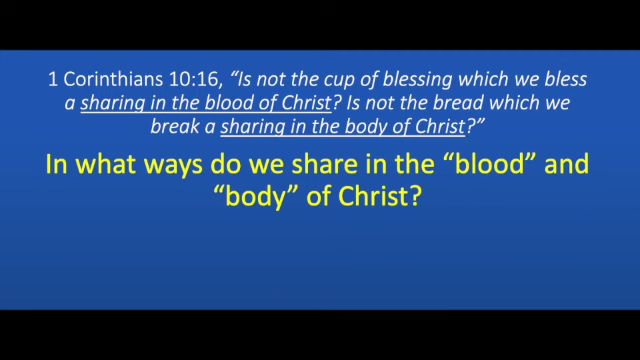 1 Corinthians 10:16, “Is not the cup of blessing which we bless
a sharing in the blood of Christ? Is not the bread which we
break a sharing in the body of Christ?”
In what ways do we share in the “blood” and
“body” of Christ?